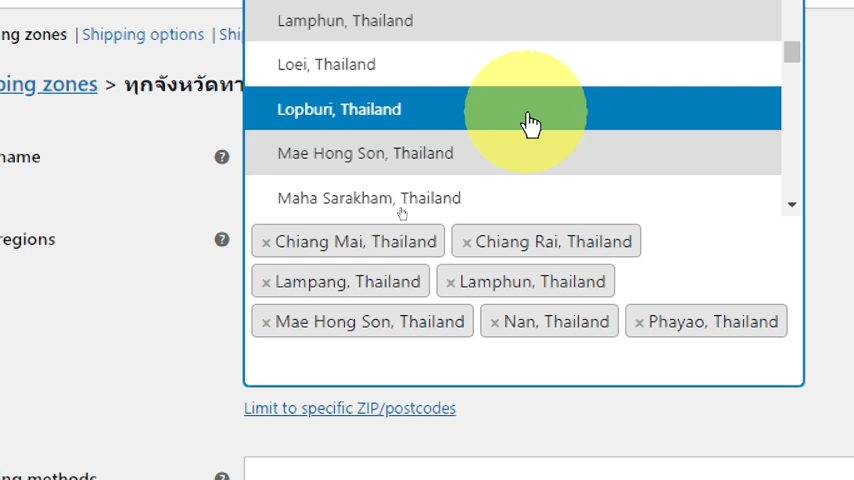 Lamphun, Thailand
ng zones | Shipping options |
Loei, Thailand
ping zones > ทุกจังหวัดทา
Lopburi, Thailand
name
Mae Hong Son, Thailand
Maha Sarakham, Thailand
regions
× Chiang Mai, Thailand × Chiang Rai, Thailand
× Lampang, Thailand × Lamphun, Thailand
× Mae Hong Son, Thailand × Nan, Thailand × Phayao, Thailand
Limit to specific ZIP/postcodes
ng methods